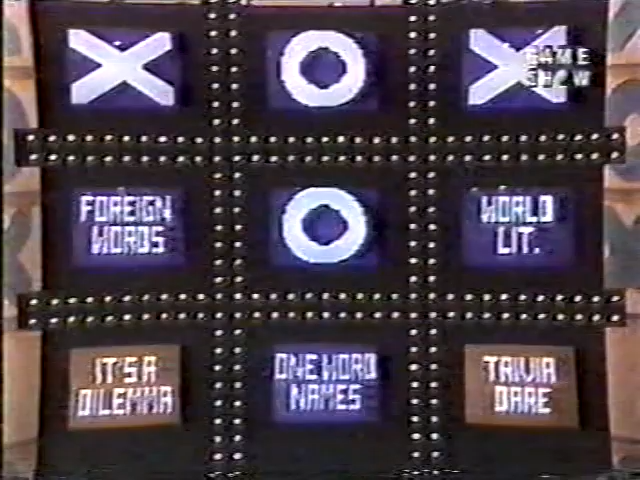 X O X
GAME
SHOW
FOREIGN
WORDS
O
WORLD
LIT.
IT'S A
DILEMMA
ONE WORD
NAMES
TRIVIA
DARE